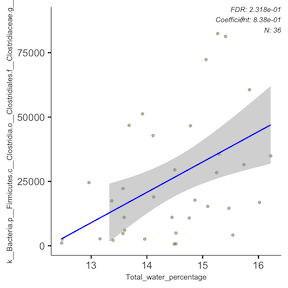 FDR: 2.318e-01
Coefficient: 8.38e-01
N: 36
k__Bacteria.p__Firmicutes.c__Clostridia.o__Clostridiales.f__Clostridiaceae.g__
75000
50000
25000
0
13 14 15 16
Total_water_percentage